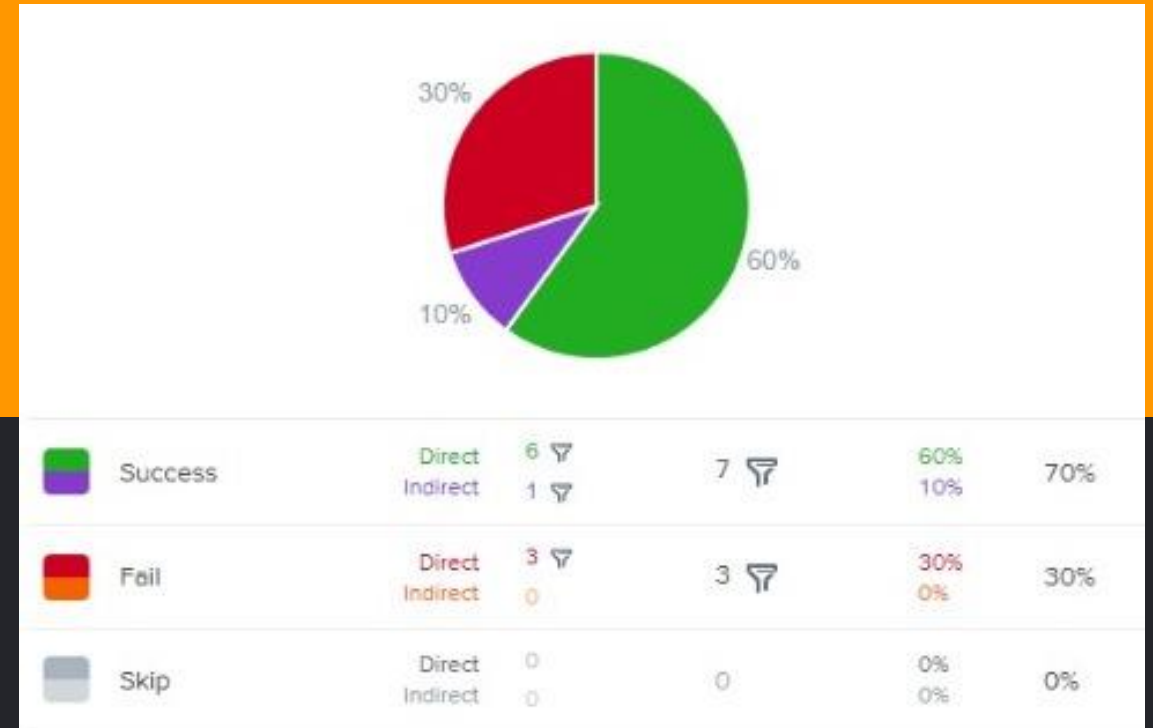 30%
60%
10%
Success Direct 6 7 60% 70%
Indirect 1 10%
Fail Direct 3 3 30% 30%
Indirect 0 0%
Skip Direct 0 0 0% 0%
Indirect 0 0%